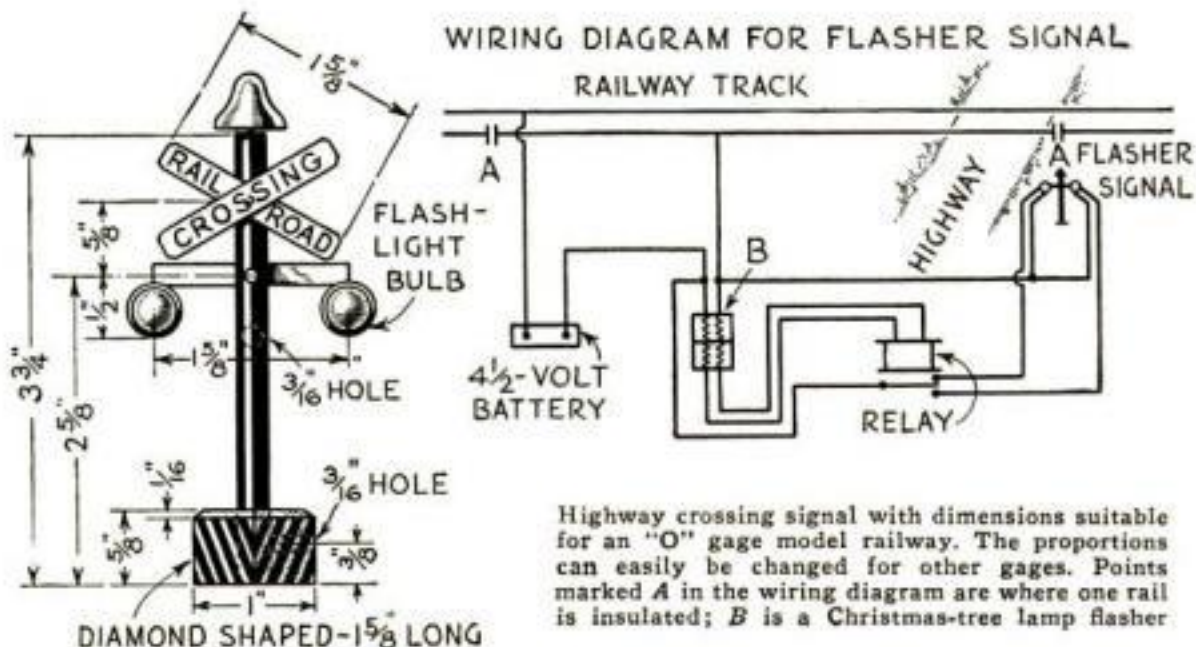 WIRING DIAGRAM FOR FLASHER SIGNAL
RAILWAY TRACK
1 5/8"
RAIL
ROAD
CROSSING
FLASH-
LIGHT
BULB
5/8"
1/2"
1 5/8"
3 3/4"
2 5/8"
3/16" HOLE
1/16"
3/16" HOLE
5/8"
3/8"
1"
DIAMOND SHAPED~1 5/8" LONG
A
A
FLASHER
SIGNAL
HIGHWAY
B
4 1/2-VOLT
BATTERY
RELAY
Highway crossing signal with dimensions suitable
for an "O" gage model railway. The proportions
can easily be changed for other gages. Points
marked A in the wiring diagram are where one rail
is insulated; B is a Christmas-tree lamp flasher